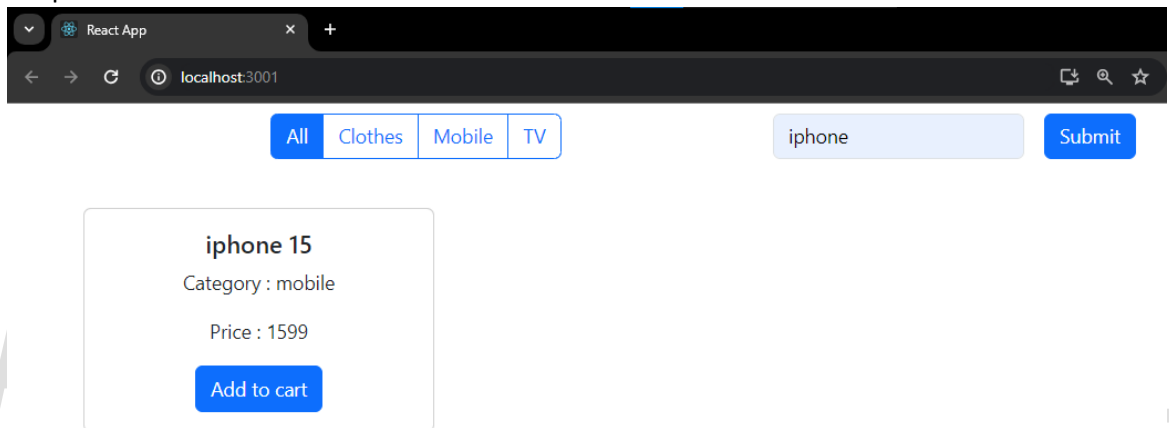 React App
localhost:3001
All Clothes Mobile TV iphone Submit
iphone 15
Category : mobile
Price : 1599
Add to cart